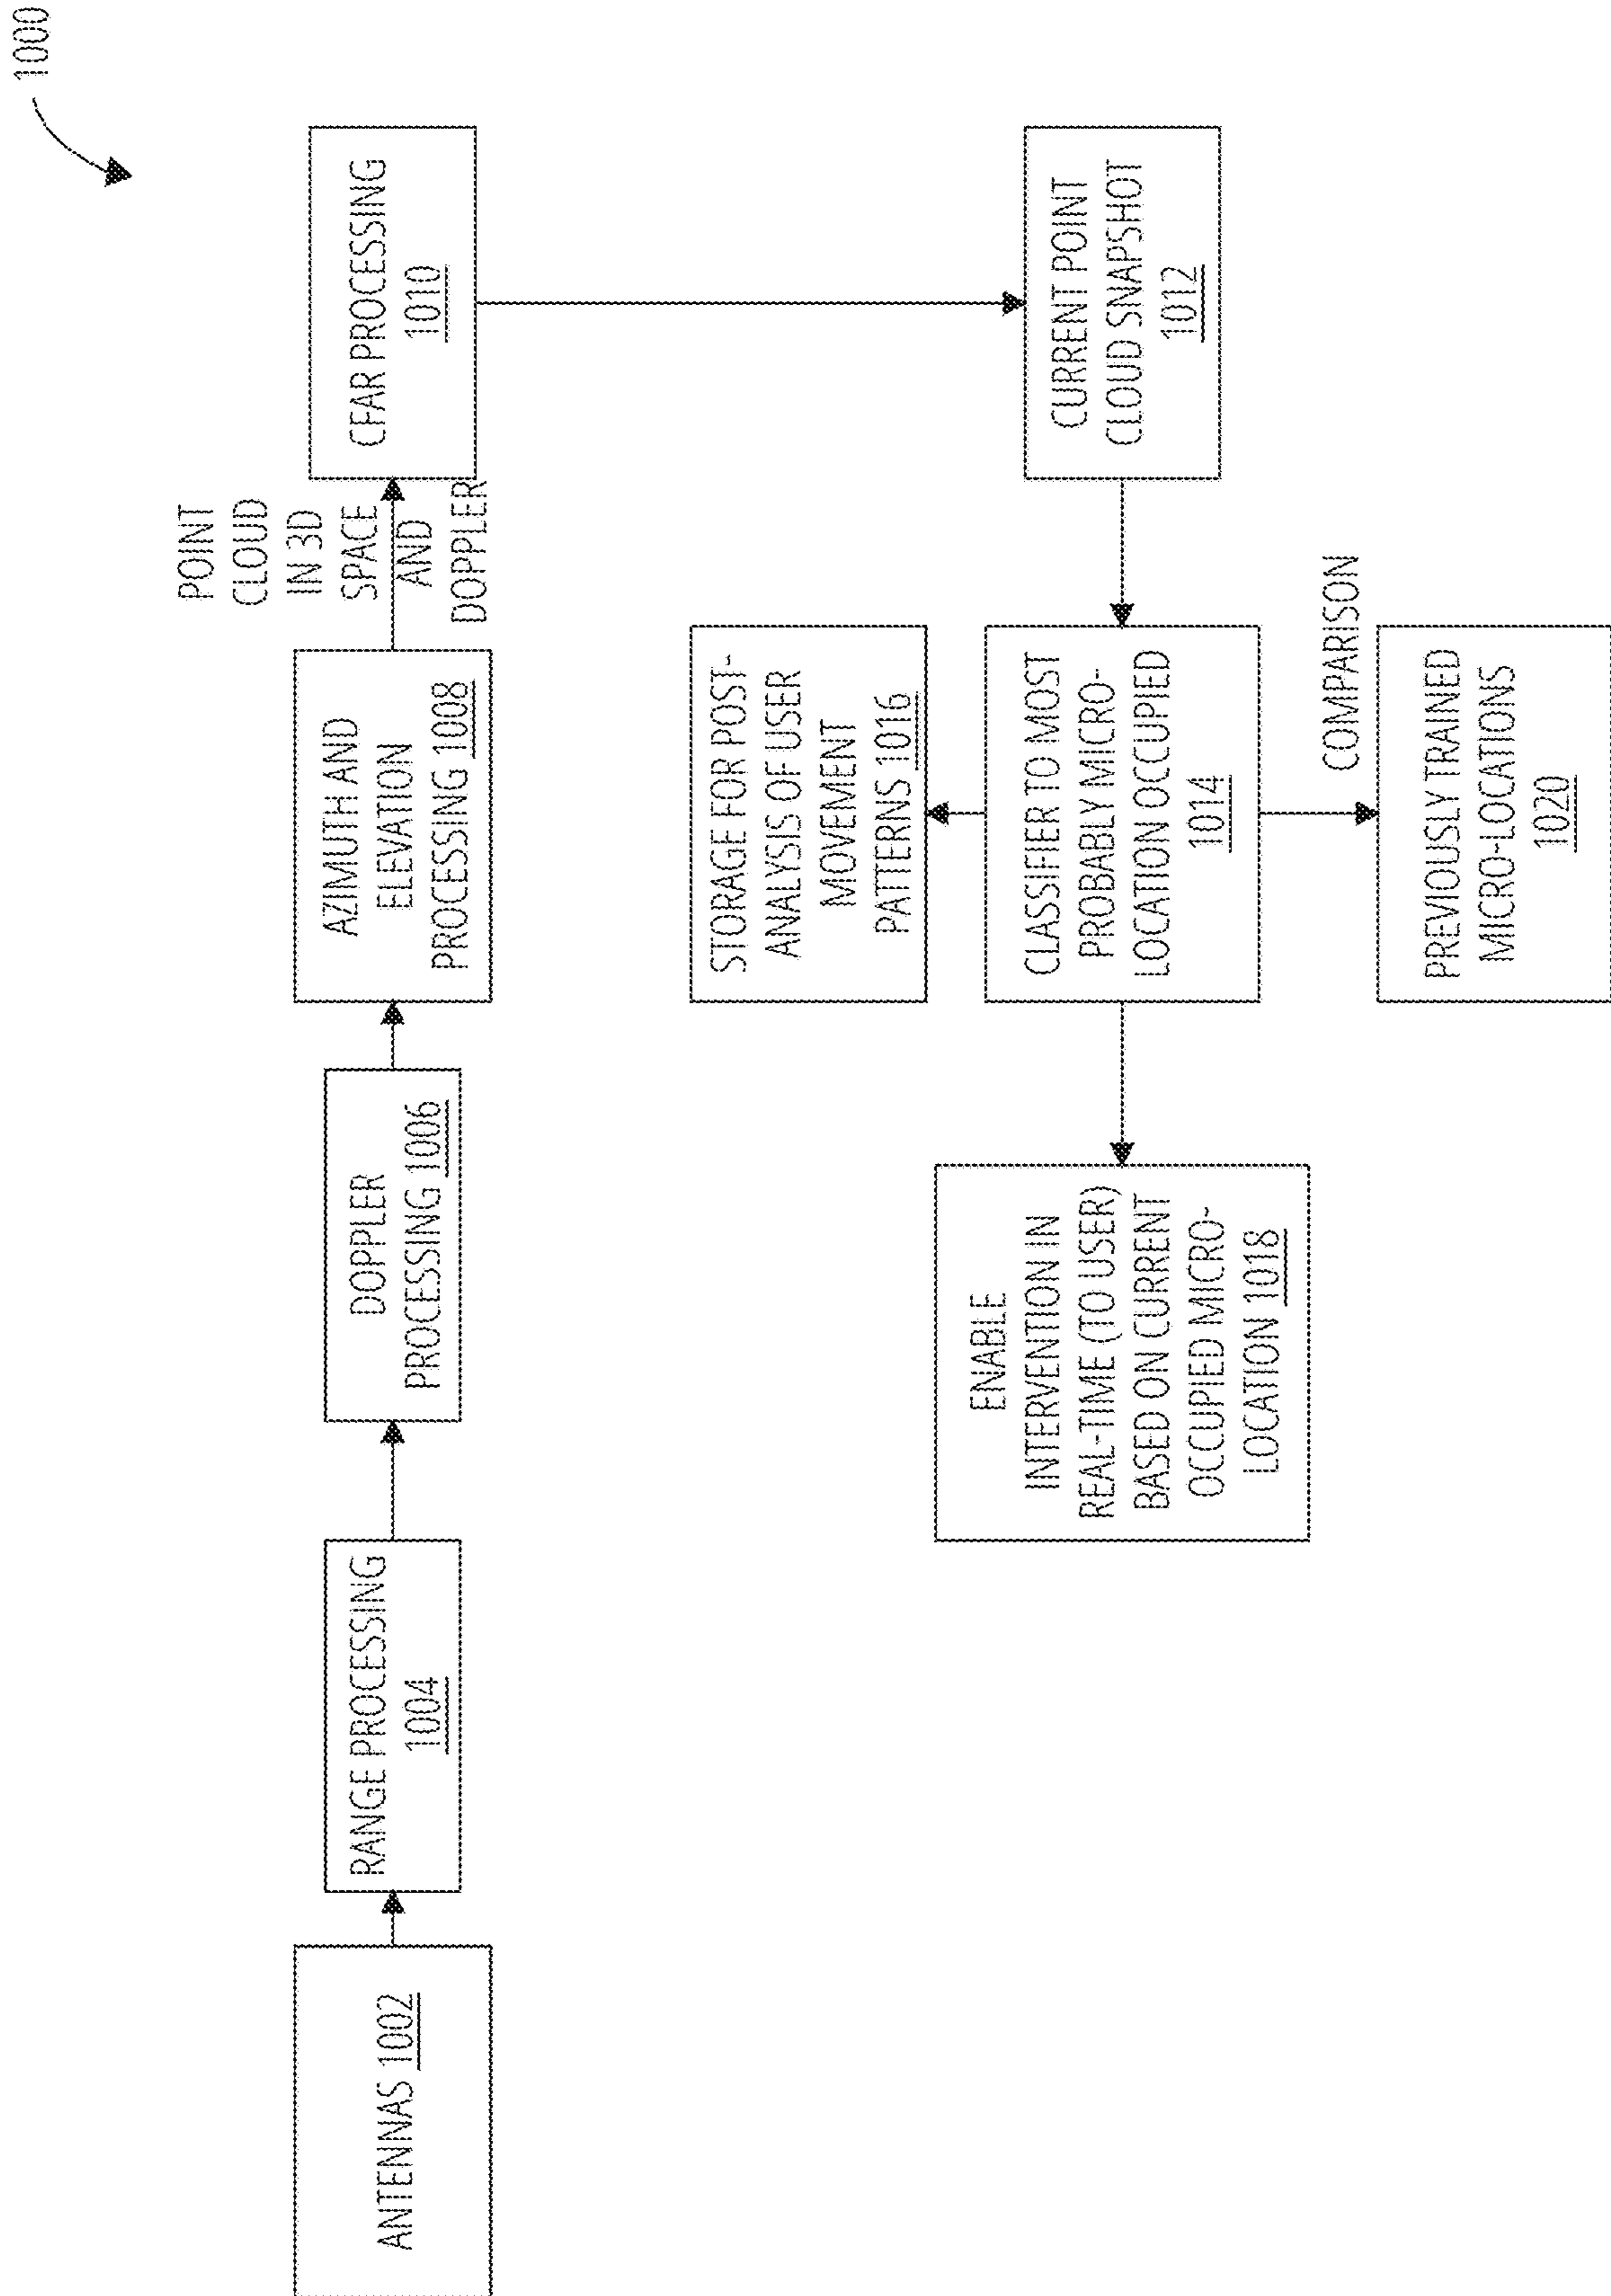 1000
ANTENNAS 1002
RANGE PROCESSING
1004
DOPPLER
PROCESSING 1006
AZIMUTH AND
ELEVATION
PROCESSING 1008
POINT
CLOUD
IN 3D
SPACE
AND
DOPPLER
CFAR PROCESSING
1010
CURRENT POINT
CLOUD SNAPSHOT
1012
STORAGE FOR POST-
ANALYSIS OF USER
MOVEMENT
PATTERNS 1016
CLASSIFIER TO MOST
PROBABLY MICRO-
LOCATION OCCUPIED
1014
COMPARISON
PREVIOUSLY TRAINED
MICRO-LOCATIONS
1020
ENABLE
INTERVENTION IN
REAL-TIME (TO USER)
BASED ON CURRENT
OCCUPIED MICRO-
LOCATION 1018